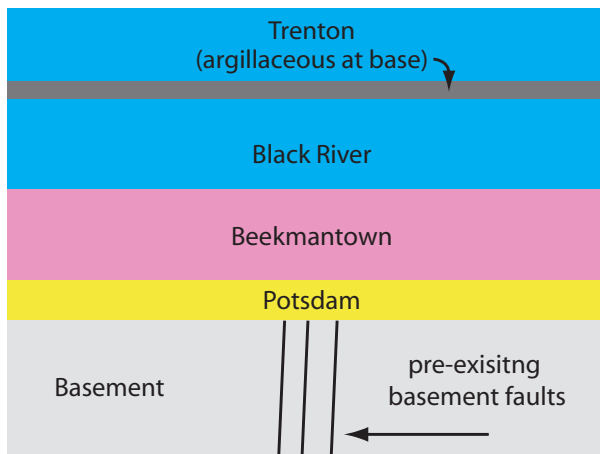 Trenton
(argillaceous at base)
Black River
Beekmantown
Potsdam
Basement
pre-exisitng
basement faults